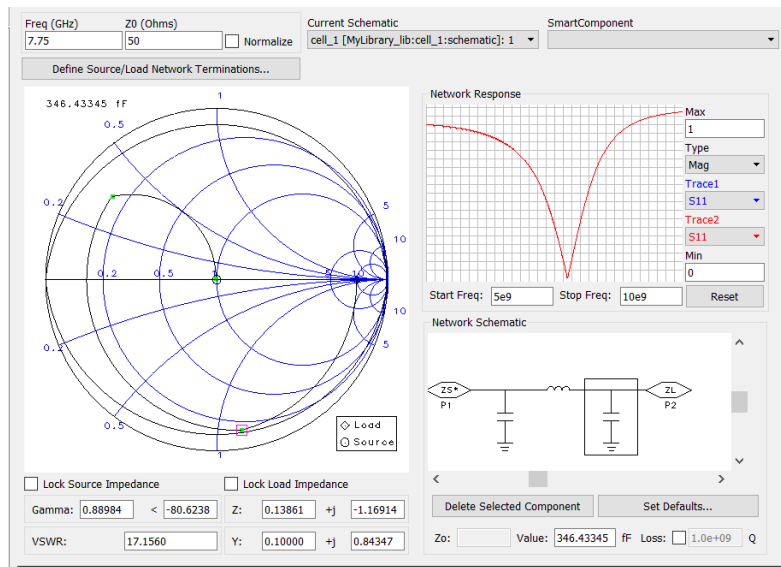 Freq (GHz) Z0 (Ohms) Current Schematic SmartComponent
7.75 50 Normalize cell_1 [MyLibrary_lib:cell_1:schematic]: 1
Define Source/Load Network Terminations...
346.43345 fF
1
0.5
0.2
5
10
0.2 0.5 1 5 10
10
5
0.2
0.5
1
Load
Source
Network Response
Max
1
Type
Mag
Trace1
S11
Trace2
S11
Min
0
Start Freq: 5e9 Stop Freq: 10e9 Reset
Network Schematic
ZS* ZL
P1 P2
Lock Source Impedance Lock Load Impedance
Gamma: 0.88984 < -80.6238 Z: 0.13861 +j -1.16914
VSWR: 17.1560 Y: 0.10000 +j 0.84347
Delete Selected Component Set Defaults...
Zo: Value: 346.43345 fF Loss: 1.0e+09 Q